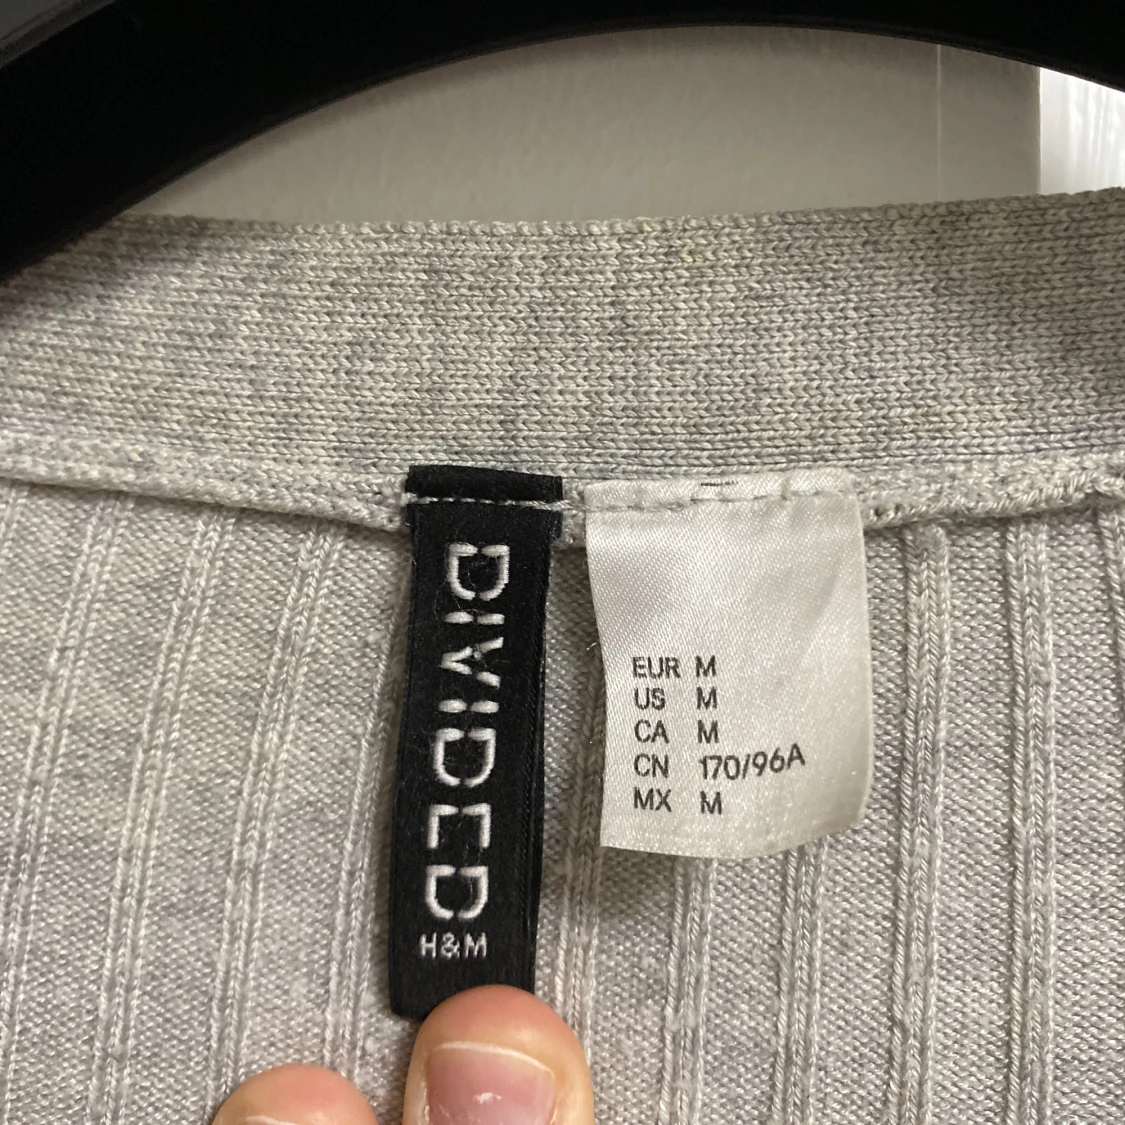 DIVIDED
H&M
EUR M
US M
CA M
CN 170/96A
MX M